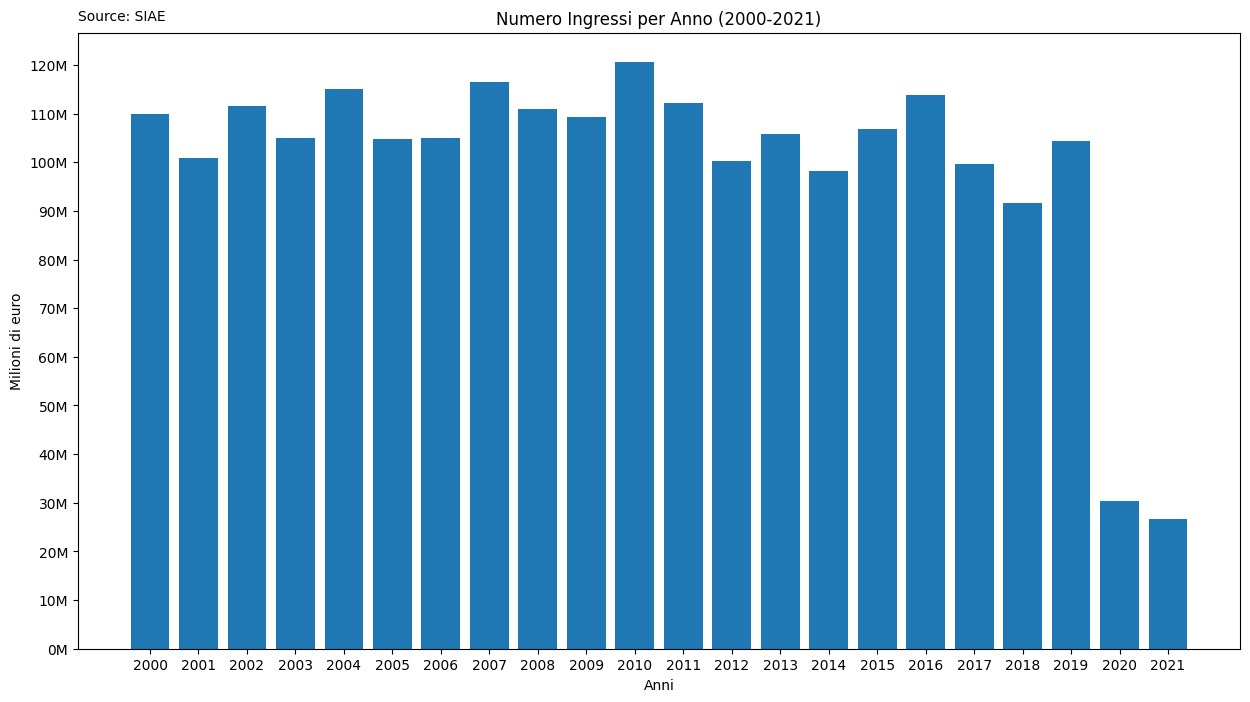 Source: SIAE
Numero Ingressi per Anno (2000-2021)
120M
110M
100M
90M
80M
70M
60M
50M
40M
30M
20M
10M
0M
Milioni di euro
2000 2001 2002 2003 2004 2005 2006 2007 2008 2009 2010 2011 2012 2013 2014 2015 2016 2017 2018 2019 2020 2021
Anni